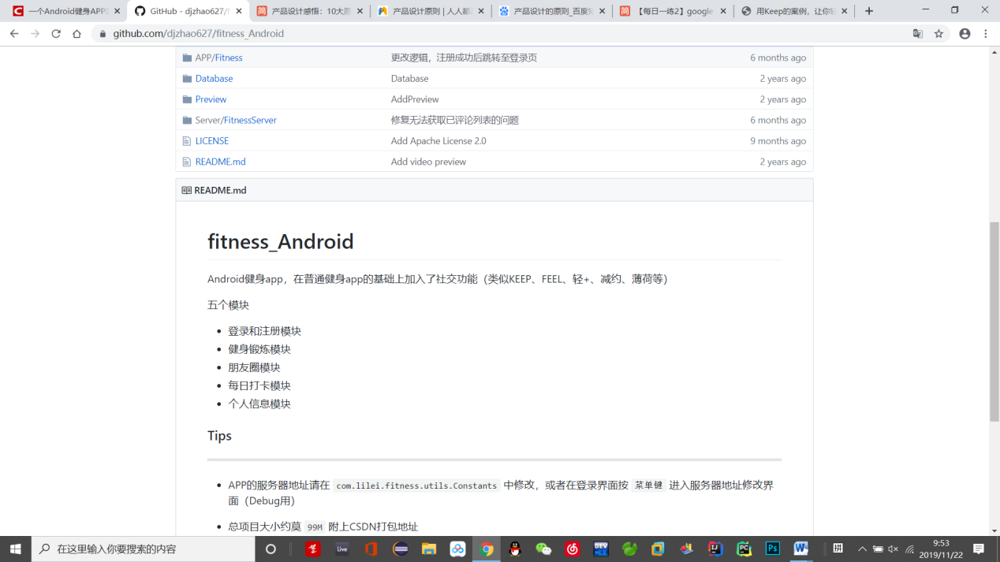 一个Android健身APP
GitHub - djzhao627/
产品设计感悟：10大原
产品设计原则 | 人人都
产品设计的原则_百度
【每日一练2】google
用Keep的案例，让你
github.com/djzhao627/fitness_Android
APP/Fitness 更改逻辑，注册成功后跳转至登录页 6 months ago
Database Database 2 years ago
Preview AddPreview 2 years ago
Server/FitnessServer 修复无法获取已评论列表的问题 6 months ago
LICENSE Add Apache License 2.0 9 months ago
README.md Add video preview 2 years ago
README.md
fitness_Android
Android健身app，在普通健身app的基础上加入了社交功能（类似KEEP、FEEL、轻+、减约、薄荷等）
五个模块
登录和注册模块
健身锻炼模块
朋友圈模块
每日打卡模块
个人信息模块
Tips
APP的服务器地址请在 com.lilei.fitness.utils.Constants 中修改，或者在登录界面按 菜单键 进入服务器地址修改界
面（Debug用）
总项目大小约莫 99M 附上CSDN打包地址
在这里输入你要搜索的内容
Live
DEV
IJ
PC
Ps
W
拼
9:53
2019/11/22